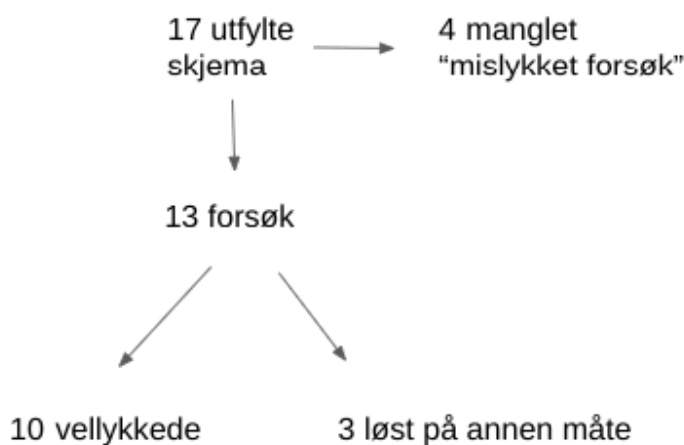 17 utfylte
skjema
4 manglet
“mislykket forsøk”
13 forsøk
10 vellykkede
3 løst på annen måte